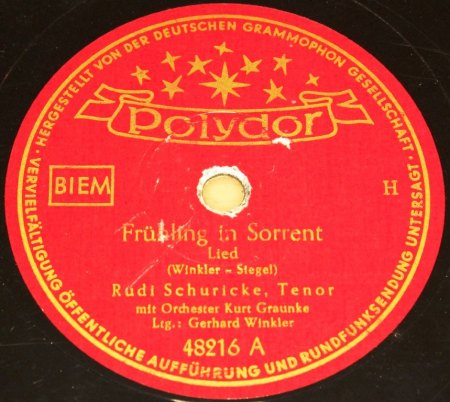 · HERGESTELLT VON DER DEUTSCHEN GRAMMOPHON GESELLSCHAFT ·
VERVIELFÄLTIGUNG ÖFFENTLICHE AUFFÜHRUNG UND RUNDFUNKSENDUNG UNTERSAGT
Polydor
BIEM
H
Frühling in Sorrent
Lied
(Winkler - Siegel)
Rudi Schuricke, Tenor
mit Orchester Kurt Graunke
Ltg.: Gerhard Winkler
48216 A